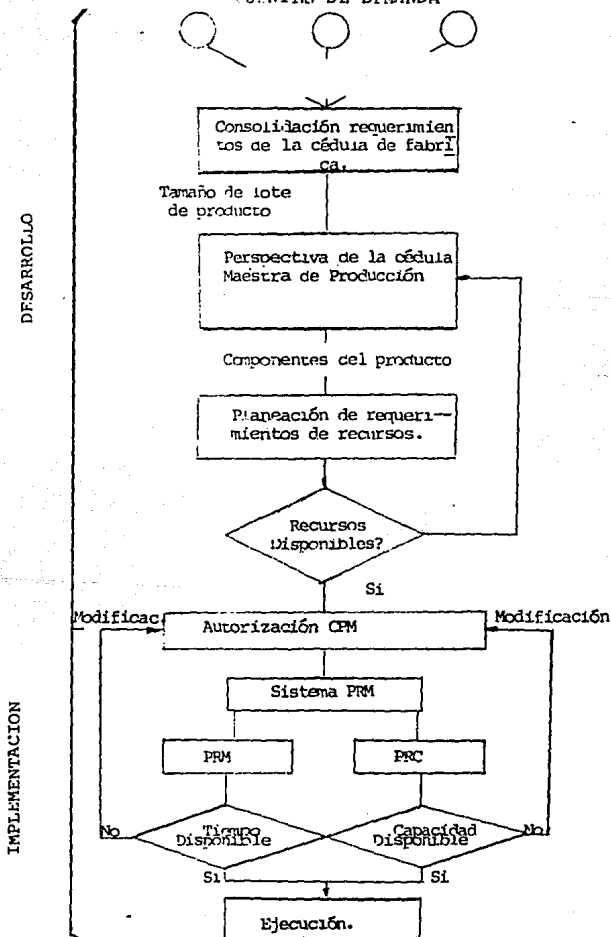 Consolidación requerimien
tos de la cédula de fabri
ca.
Tamaño de lote
de producto
DESARROLLO
Perspectiva de la cédula
Maestra de Producción
Componentes del producto
Planeación de requeri—
mientos de recursos.
Recursos
Disponibles?
Si
Modificac.
Autorización CPM
Modificación
Sistema PRM
IMPLEMENTACION
PRM
PRC
No
Tiempo
Disponible
Capacidad
Disponible
No
Si
Si
Ejecución.